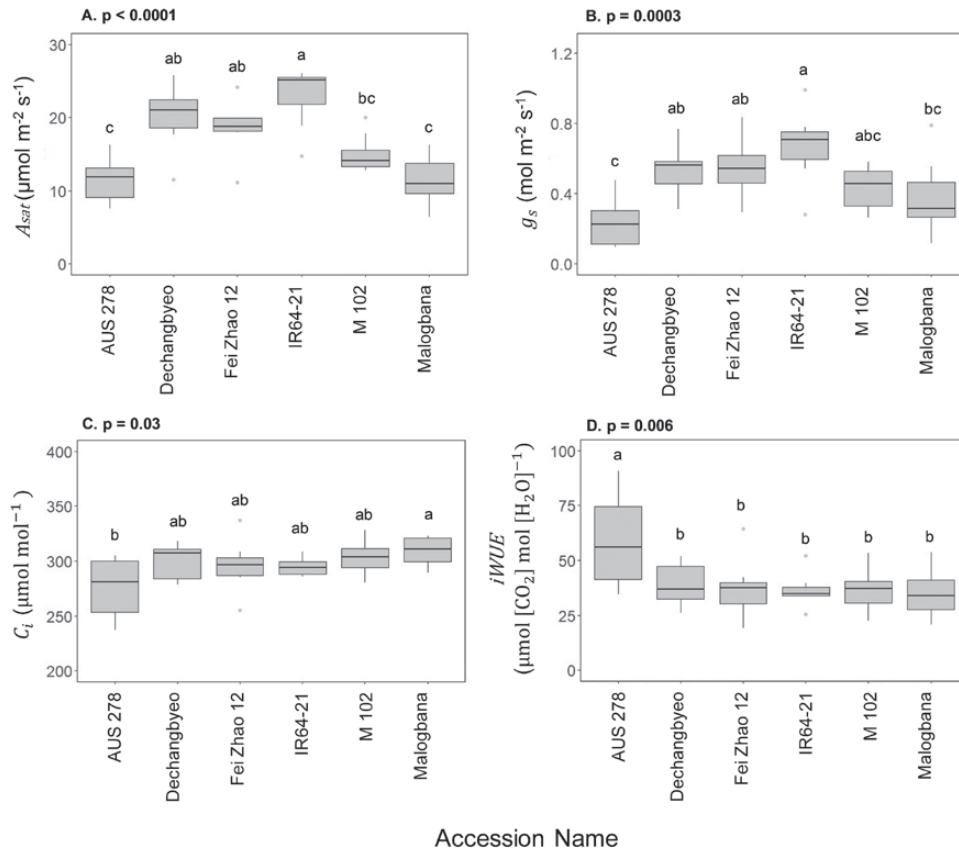 A. p < 0.0001
30
20
10
0
Asat (µmol m⁻² s⁻¹)
c
ab
ab
a
bc
c
AUS 278
Dechangbyeo
Fei Zhao 12
IR64-21
M 102
Malogbana
B. p = 0.0003
1.2
0.8
0.4
0.0
gs (mol m⁻² s⁻¹)
c
ab
ab
a
abc
bc
AUS 278
Dechangbyeo
Fei Zhao 12
IR64-21
M 102
Malogbana
C. p = 0.03
400
350
300
250
200
Ci (µmol mol⁻¹)
b
ab
ab
ab
ab
a
AUS 278
Dechangbyeo
Fei Zhao 12
IR64-21
M 102
Malogbana
D. p = 0.006
100
75
50
25
0
iWUE
(µmol [CO₂] mol [H₂O]⁻¹)
a
b
b
b
b
b
AUS 278
Dechangbyeo
Fei Zhao 12
IR64-21
M 102
Malogbana
Accession Name